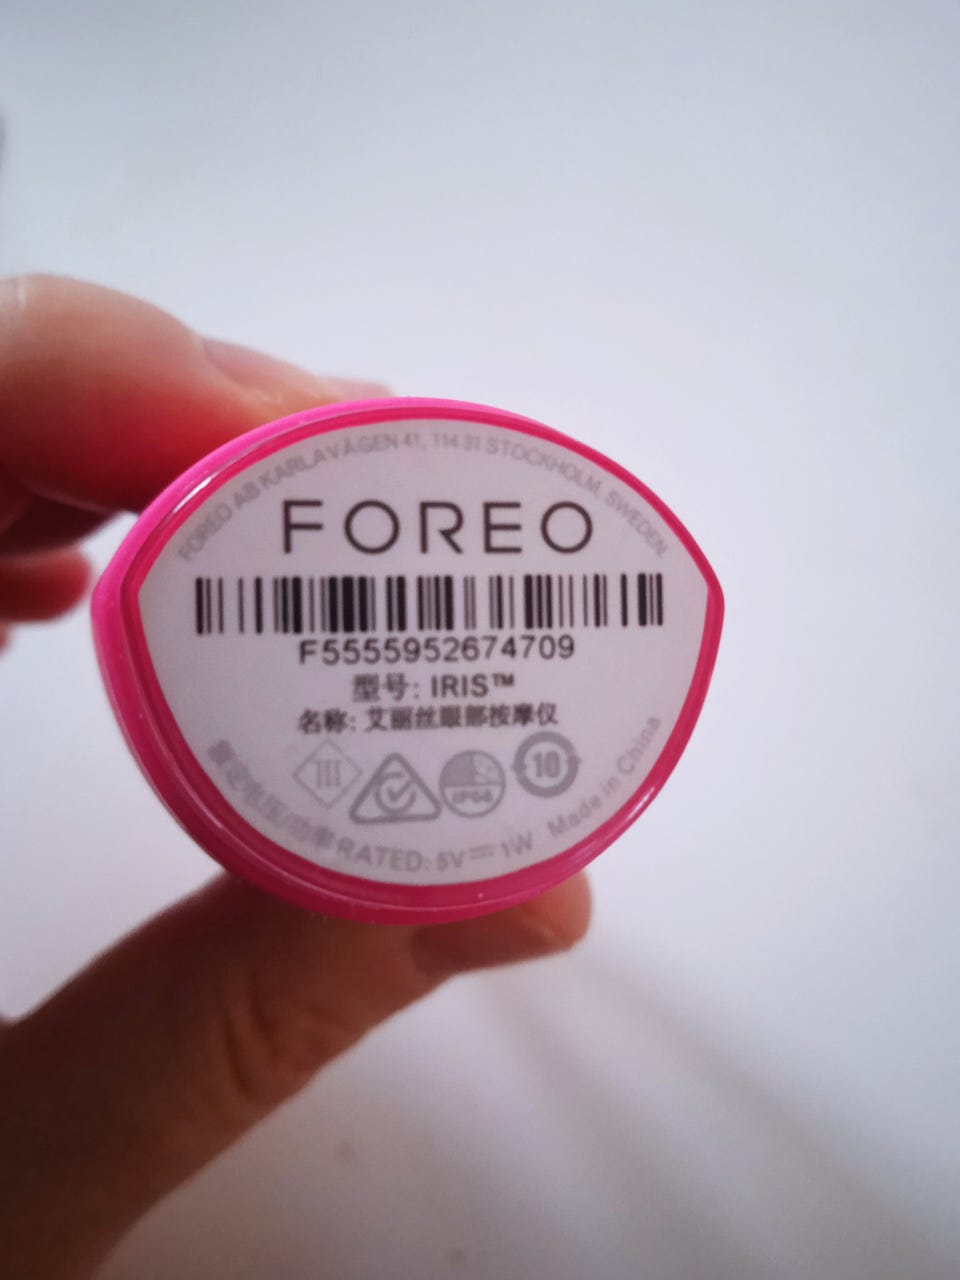 FOREO AB KARLAVÄGEN 41, 114 31 STOCKHOLM, SWEDEN.
FOREO
F5555952674709
型号: IRIS™
名称: 艾丽丝眼部按摩仪
III
10
额定电压/功率 RATED: 5V⎓1W Made in China